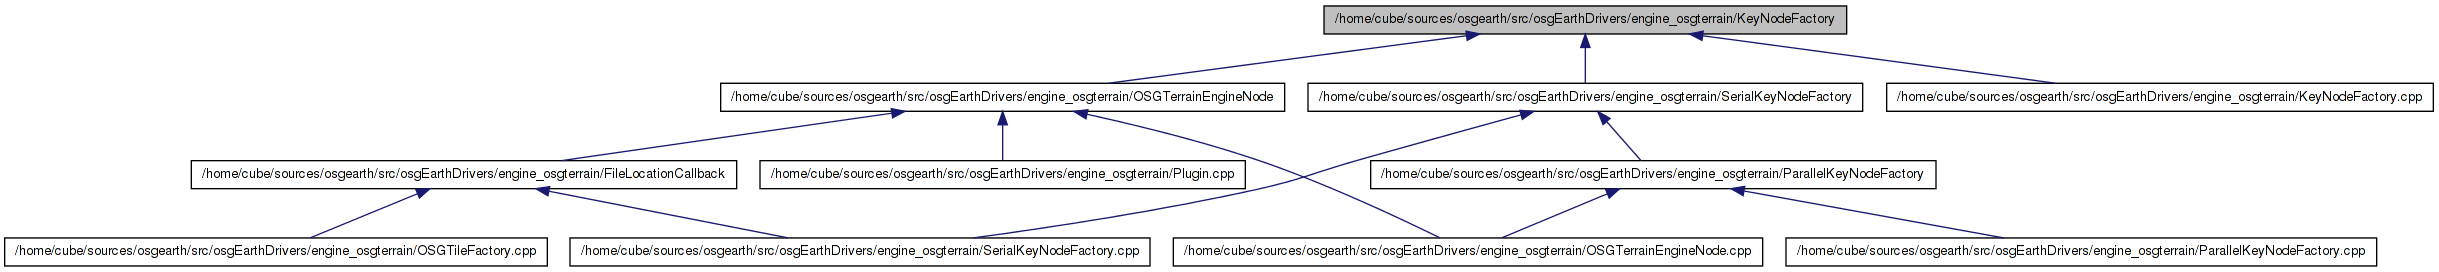 /home/cube/sources/osgearth/src/osgEarthDrivers/engine_osgterrain/KeyNodeFactory
/home/cube/sources/osgearth/src/osgEarthDrivers/engine_osgterrain/OSGTerrainEngineNode
/home/cube/sources/osgearth/src/osgEarthDrivers/engine_osgterrain/SerialKeyNodeFactory
/home/cube/sources/osgearth/src/osgEarthDrivers/engine_osgterrain/KeyNodeFactory.cpp
/home/cube/sources/osgearth/src/osgEarthDrivers/engine_osgterrain/FileLocationCallback
/home/cube/sources/osgearth/src/osgEarthDrivers/engine_osgterrain/Plugin.cpp
/home/cube/sources/osgearth/src/osgEarthDrivers/engine_osgterrain/ParallelKeyNodeFactory
/home/cube/sources/osgearth/src/osgEarthDrivers/engine_osgterrain/OSGTileFactory.cpp
/home/cube/sources/osgearth/src/osgEarthDrivers/engine_osgterrain/SerialKeyNodeFactory.cpp
/home/cube/sources/osgearth/src/osgEarthDrivers/engine_osgterrain/OSGTerrainEngineNode.cpp
/home/cube/sources/osgearth/src/osgEarthDrivers/engine_osgterrain/ParallelKeyNodeFactory.cpp